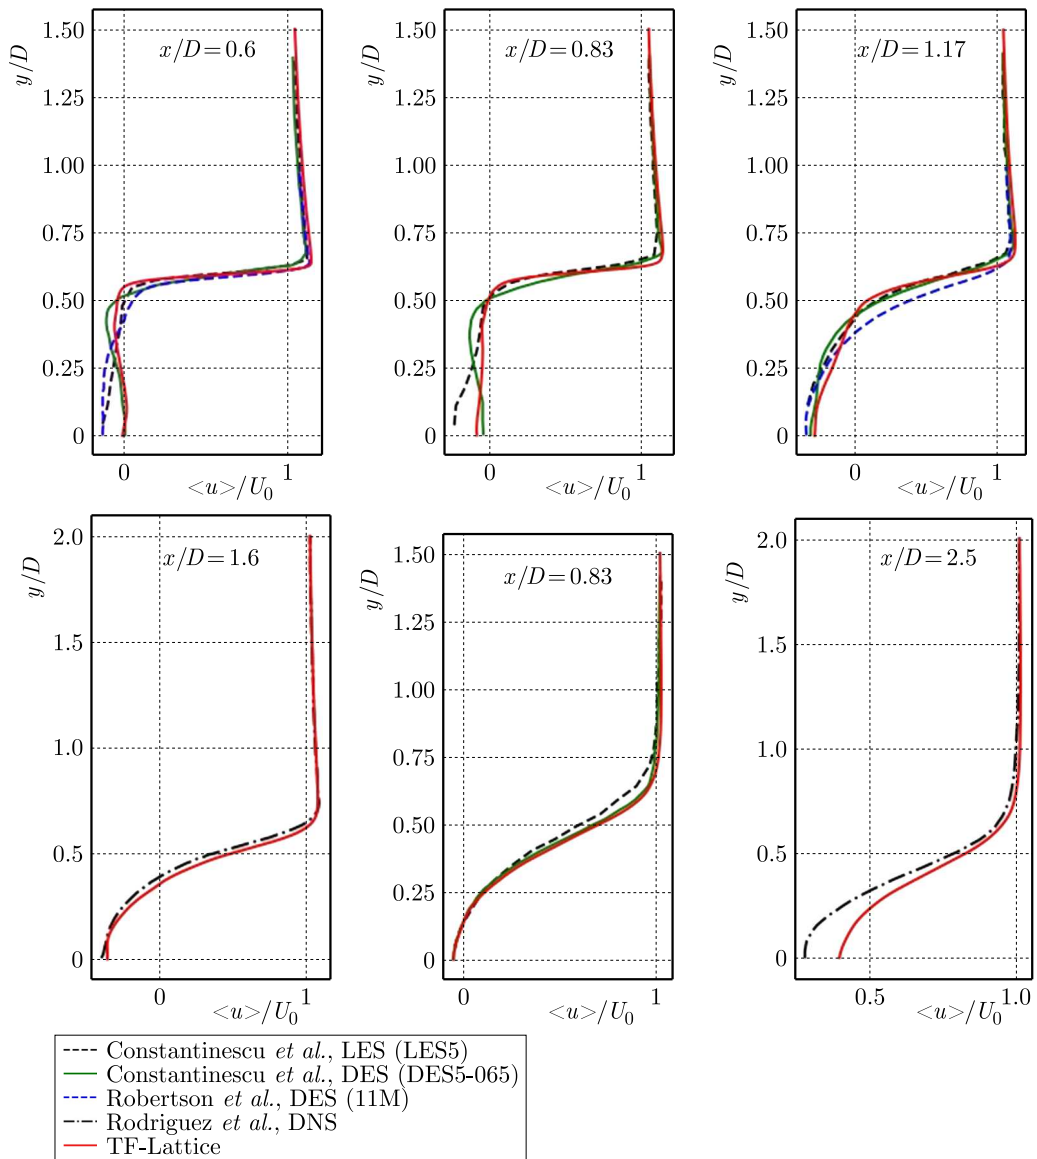 x/D=0.6
y/D
1.50
1.25
1.00
0.75
0.50
0.25
0
0 1
<u>/U₀
x/D=0.83
y/D
1.50
1.25
1.00
0.75
0.50
0.25
0
0 1
<u>/U₀
x/D=1.17
y/D
1.50
1.25
1.00
0.75
0.50
0.25
0
0 1
<u>/U₀
x/D=1.6
y/D
2.0
1.5
1.0
0.5
0
0 1
<u>/U₀
x/D=0.83
y/D
1.50
1.25
1.00
0.75
0.50
0.25
0
0 1
<u>/U₀
x/D=2.5
y/D
2.0
1.5
1.0
0.5
0
0.5 1.0
<u>/U₀
Constantinescu et al., LES (LES5)
Constantinescu et al., DES (DES5-065)
Robertson et al., DES (11M)
Rodriguez et al., DNS
TF-Lattice